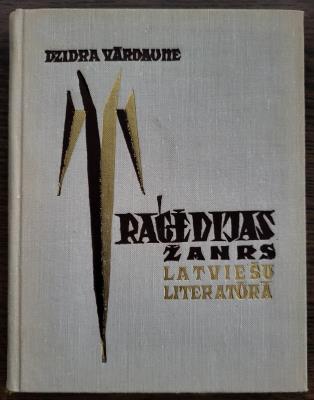 DZIDRA VĀRDAUNE
TRAĢĒDIJAS
ŽANRS
LATVIEŠU
LITERATŪRĀ